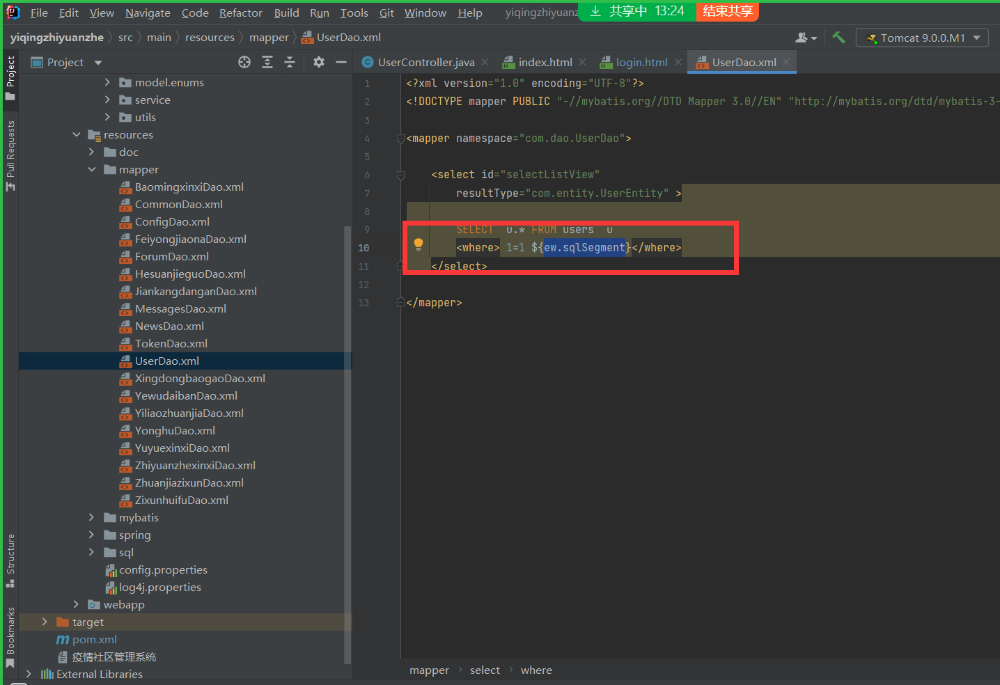 File Edit View Navigate Code Refactor Build Run Tools Git Window Help yiqingzhiyuanz 共享中 13:24 结束共享
yiqingzhiyuanzhe src main resources mapper UserDao.xml Tomcat 9.0.0.M1
Project UserController.java index.html login.html UserDao.xml
Project
Pull Requests
Structure
Bookmarks
model.enums
service
utils
resources
doc
mapper
BaomingxinxiDao.xml
CommonDao.xml
ConfigDao.xml
FeiyongjiaonaDao.xml
ForumDao.xml
HesuanjieguoDao.xml
JiankangdanganDao.xml
MessagesDao.xml
NewsDao.xml
TokenDao.xml
UserDao.xml
XingdongbaogaoDao.xml
YewudaibanDao.xml
YiliaozhuanjiaDao.xml
YonghuDao.xml
YuyuexinxiDao.xml
ZhiyuanzhexinxiDao.xml
ZhuanjiazixunDao.xml
ZixunhuifuDao.xml
mybatis
spring
sql
config.properties
log4j.properties
webapp
target
pom.xml
疫情社区管理系统
External Libraries
1 <?xml version="1.0" encoding="UTF-8"?>
2 <!DOCTYPE mapper PUBLIC "-//mybatis.org//DTD Mapper 3.0//EN" "http://mybatis.org/dtd/mybatis-3-
3
4 <mapper namespace="com.dao.UserDao">
5
6 <select id="selectListView"
7 resultType="com.entity.UserEntity" >
8
9 SELECT u.* FROM users u
10 <where> 1=1 ${ew.sqlSegment}</where>
11 </select>
12
13 </mapper>
mapper select where